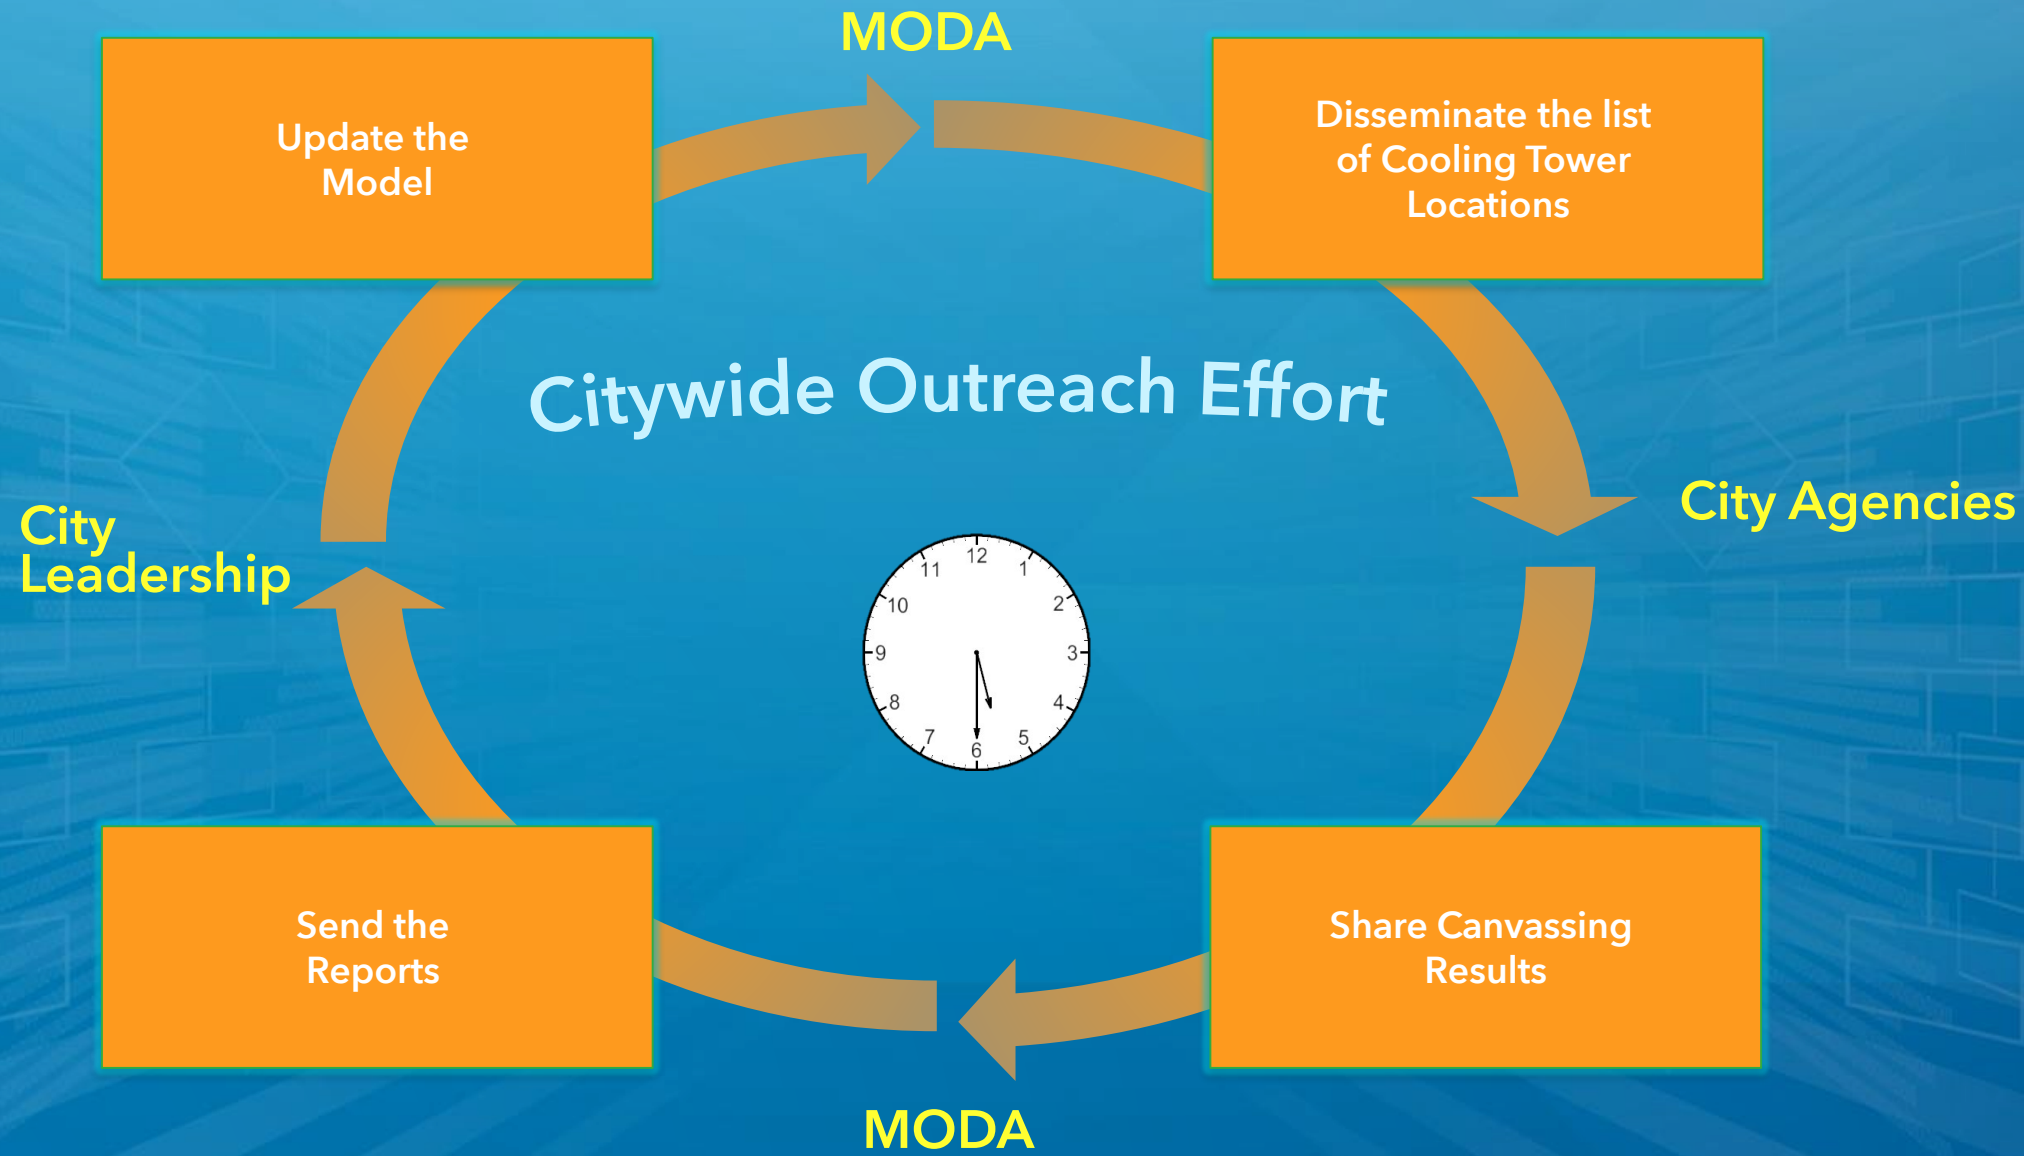 MODA
Update the
Model
Disseminate the list
of Cooling Tower
Locations
Citywide Outreach Effort
City
Leadership
City Agencies
12
1
2
3
4
5
6
7
8
9
10
11
Send the
Reports
Share Canvassing
Results
MODA